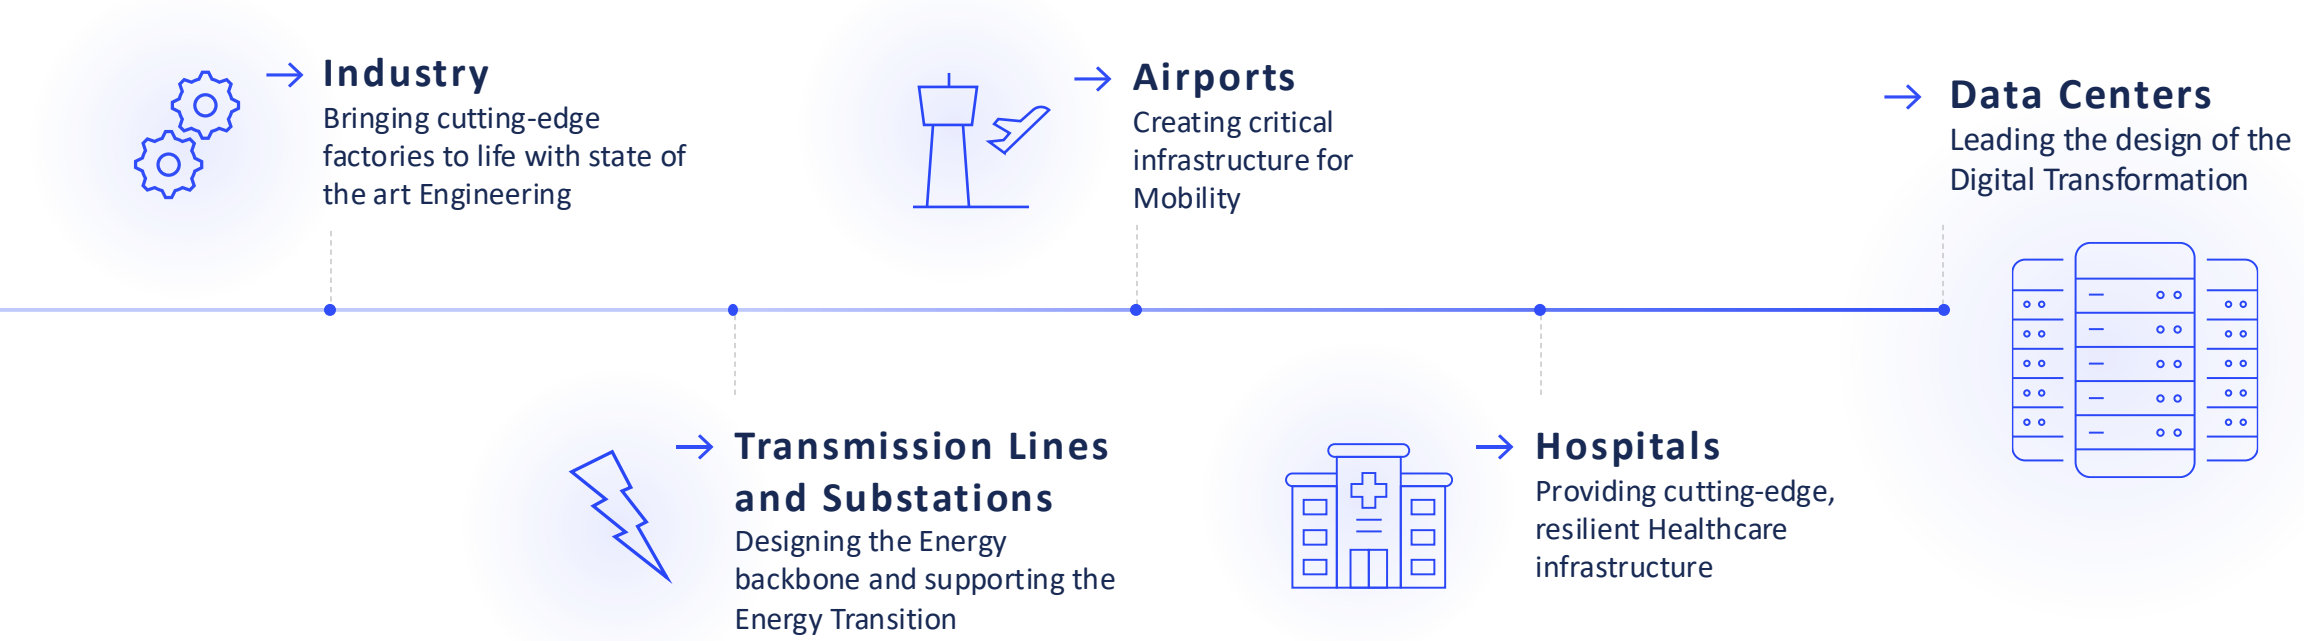 Industry
Bringing cutting-edge
factories to life with state of
the art Engineering
Transmission Lines
and Substations
Designing the Energy
backbone and supporting the
Energy Transition
Airports
Creating critical
infrastructure for
Mobility
Hospitals
Providing cutting-edge,
resilient Healthcare
infrastructure
Data Centers
Leading the design of the
Digital Transformation